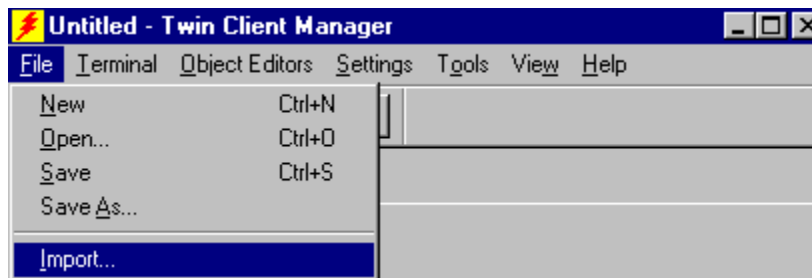 Untitled - Twin Client Manager
File Terminal Object Editors Settings Tools View Help
New Ctrl+N
Open... Ctrl+O
Save Ctrl+S
Save As...
Import...